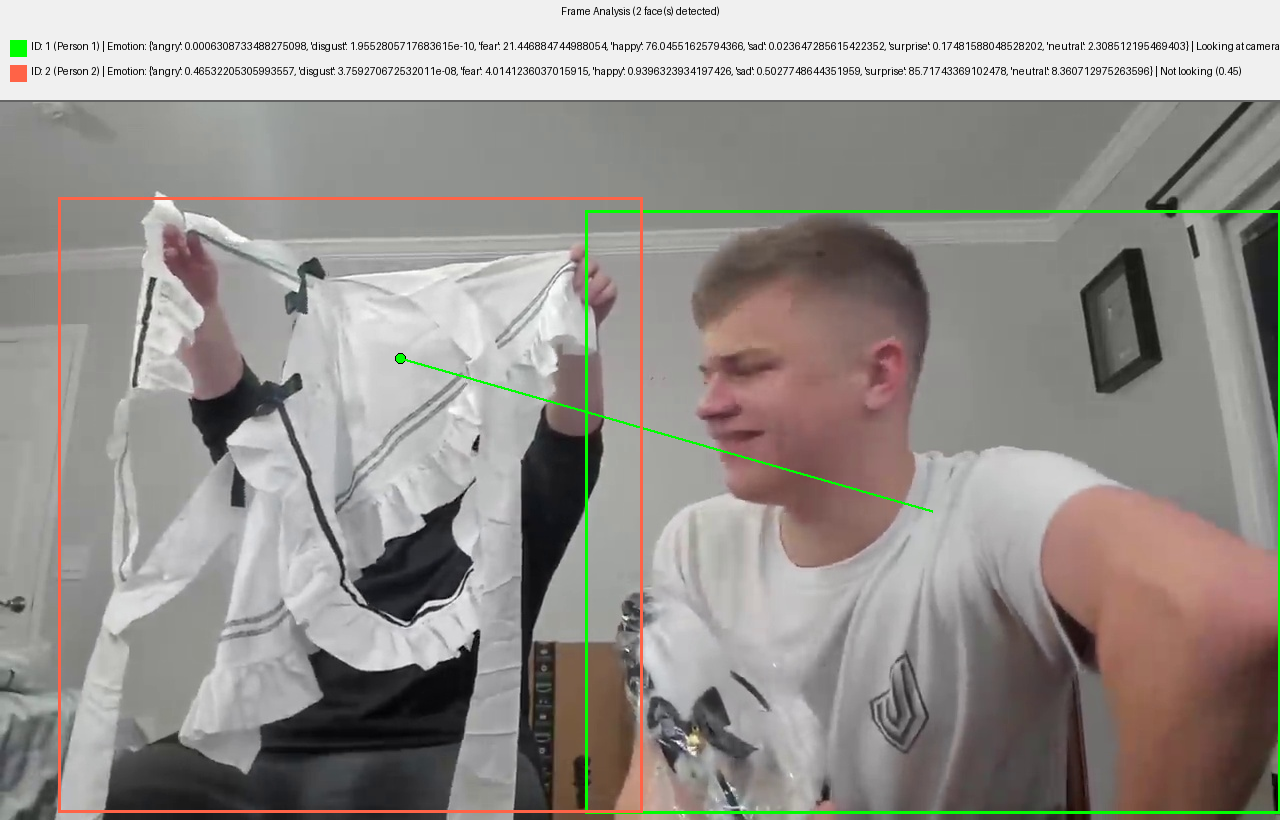 Frame Analysis (2 face(s) detected)
ID: 1 (Person 1) | Emotion: {'angry': 0.0006308733488275098, 'disgust': 1.9552805717683615e-10, 'fear': 21.446884744988054, 'happy': 76.04551625794366, 'sad': 0.023647285615422352, 'surprise': 0.17481588048528202, 'neutral': 2.308512195469403} | Looking at camera
ID: 2 (Person 2) | Emotion: {'angry': 0.46532205305993557, 'disgust': 3.759270672532011e-08, 'fear': 4.0141236037015915, 'happy': 0.9396323934197426, 'sad': 0.5027748644351959, 'surprise': 85.71743369102478, 'neutral': 8.360712975263596} | Not looking (0.45)